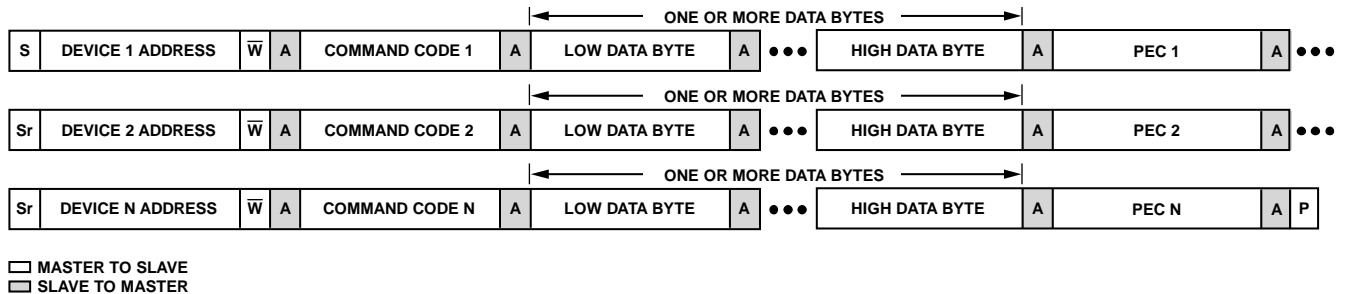 ONE OR MORE DATA BYTES
S DEVICE 1 ADDRESS W̅ A COMMAND CODE 1 A LOW DATA BYTE A ••• HIGH DATA BYTE A PEC 1 A •••
ONE OR MORE DATA BYTES
Sr DEVICE 2 ADDRESS W̅ A COMMAND CODE 2 A LOW DATA BYTE A ••• HIGH DATA BYTE A PEC 2 A •••
ONE OR MORE DATA BYTES
Sr DEVICE N ADDRESS W̅ A COMMAND CODE N A LOW DATA BYTE A ••• HIGH DATA BYTE A PEC N A P
MASTER TO SLAVE
SLAVE TO MASTER